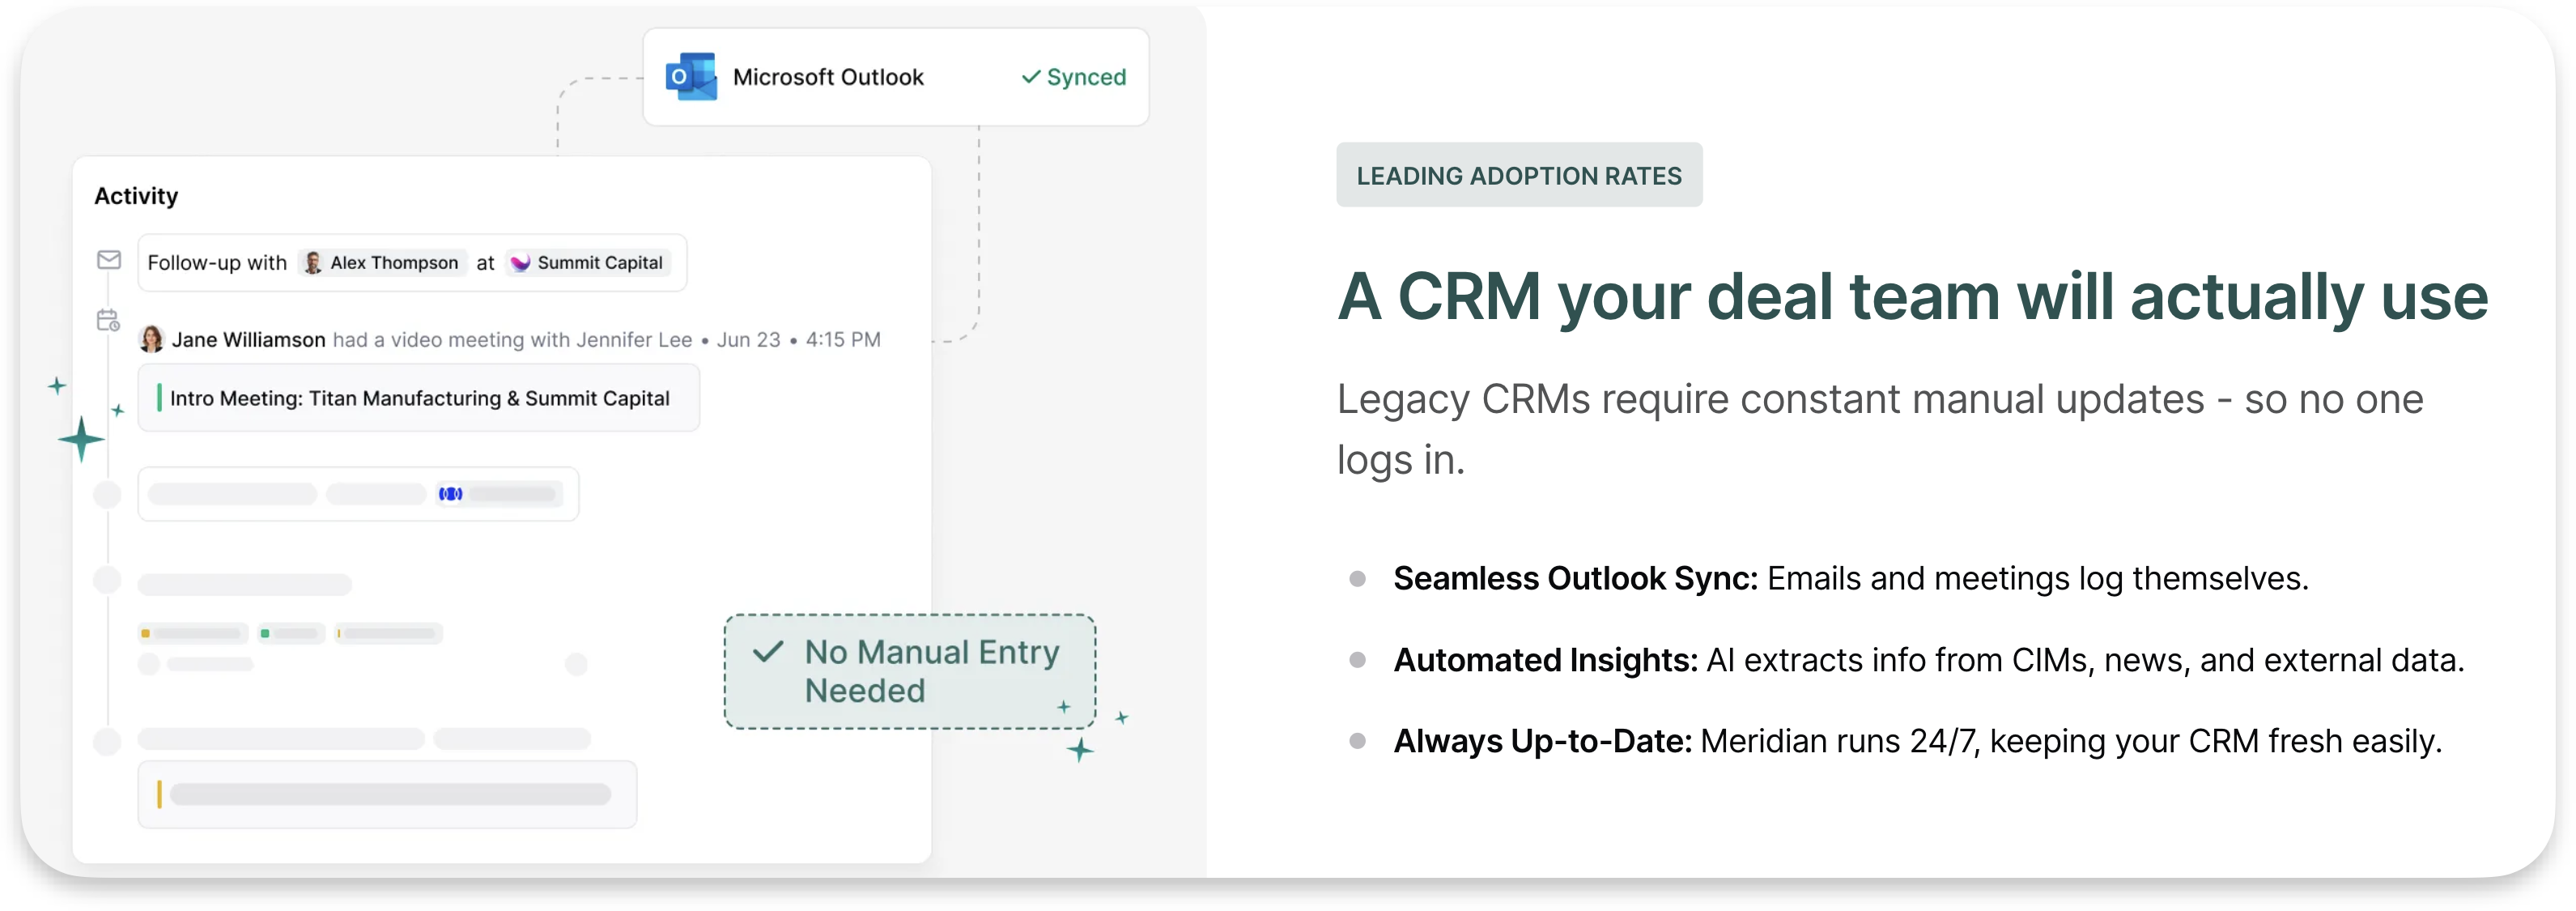 Microsoft Outlook
Synced
Activity
Follow-up with Alex Thompson at Summit Capital
Jane Williamson had a video meeting with Jennifer Lee • Jun 23 • 4:15 PM
Intro Meeting: Titan Manufacturing & Summit Capital
No Manual Entry
Needed
LEADING ADOPTION RATES
A CRM your deal team will actually use
Legacy CRMs require constant manual updates - so no one
logs in.
Seamless Outlook Sync: Emails and meetings log themselves.
Automated Insights: AI extracts info from CIMs, news, and external data.
Always Up-to-Date: Meridian runs 24/7, keeping your CRM fresh easily.